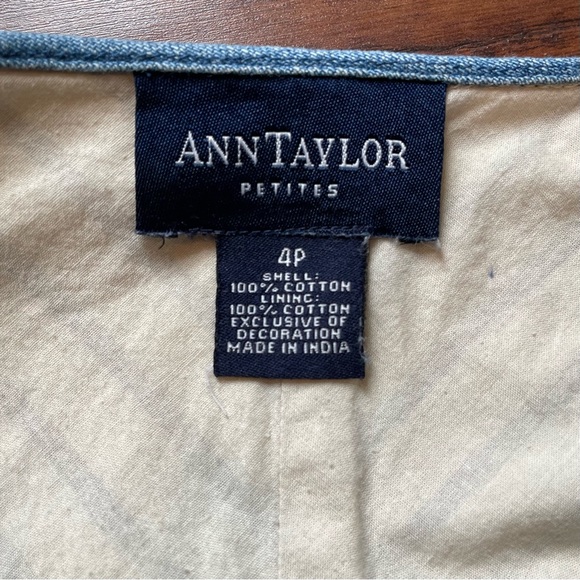 ANNTAYLOR
PETITES
4P
SHELL:
100% COTTON
LINING:
100% COTTON
EXCLUSIVE OF
DECORATION
MADE IN INDIA